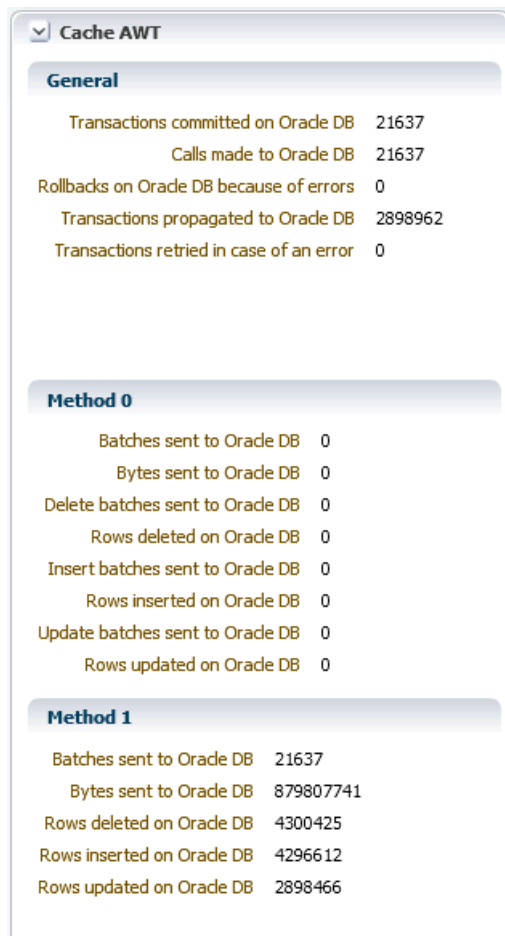 Cache AWT
General
Transactions committed on Oracle DB 21637
Calls made to Oracle DB 21637
Rollbacks on Oracle DB because of errors 0
Transactions propagated to Oracle DB 2898962
Transactions retried in case of an error 0
Method 0
Batches sent to Oracle DB 0
Bytes sent to Oracle DB 0
Delete batches sent to Oracle DB 0
Rows deleted on Oracle DB 0
Insert batches sent to Oracle DB 0
Rows inserted on Oracle DB 0
Update batches sent to Oracle DB 0
Rows updated on Oracle DB 0
Method 1
Batches sent to Oracle DB 21637
Bytes sent to Oracle DB 879807741
Rows deleted on Oracle DB 4300425
Rows inserted on Oracle DB 4296612
Rows updated on Oracle DB 2898466